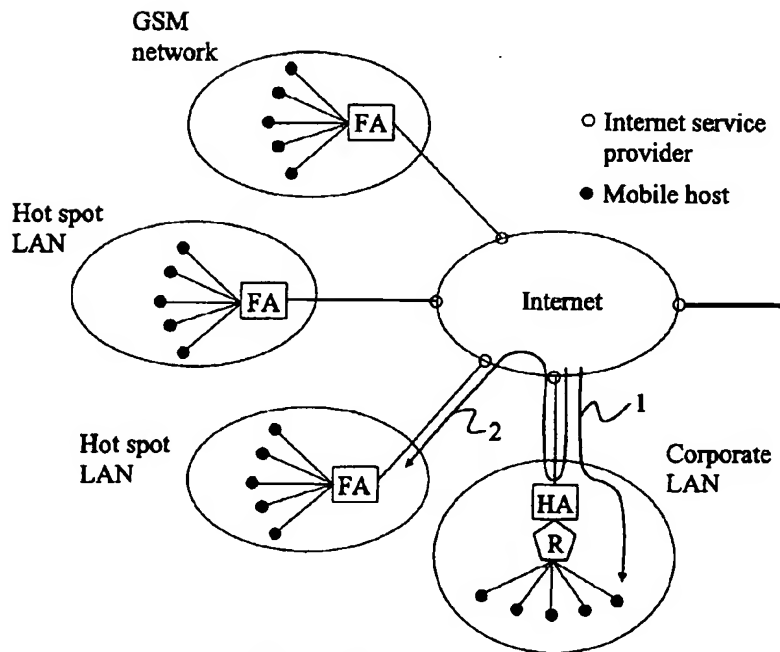 GSM
network
FA
Internet service
provider
Mobile host
Hot spot
LAN
FA
Internet
1
2
Hot spot
LAN
FA
Corporate
LAN
HA
R